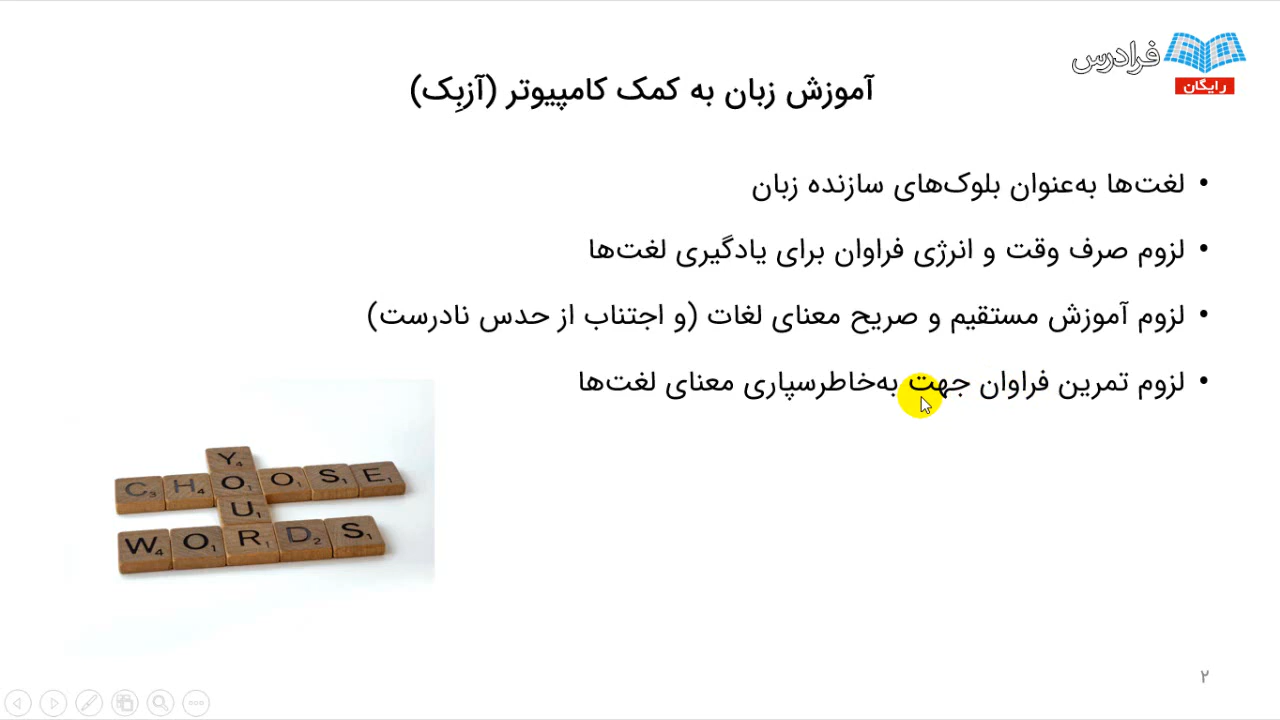 فرادرس
رایگان
آموزش زبان به کمک کامپیوتر (آزبِک)
• لغت‌ها به‌عنوان بلوک‌های سازنده زبان
• لزوم صرف وقت و انرژی فراوان برای یادگیری لغت‌ها
• لزوم آموزش مستقیم و صریح معنای لغات (و اجتناب از حدس نادرست)
• لزوم تمرین فراوان جهت به‌خاطرسپاری معنای لغت‌ها
YOUR
CHOOSE
WORDS
۲